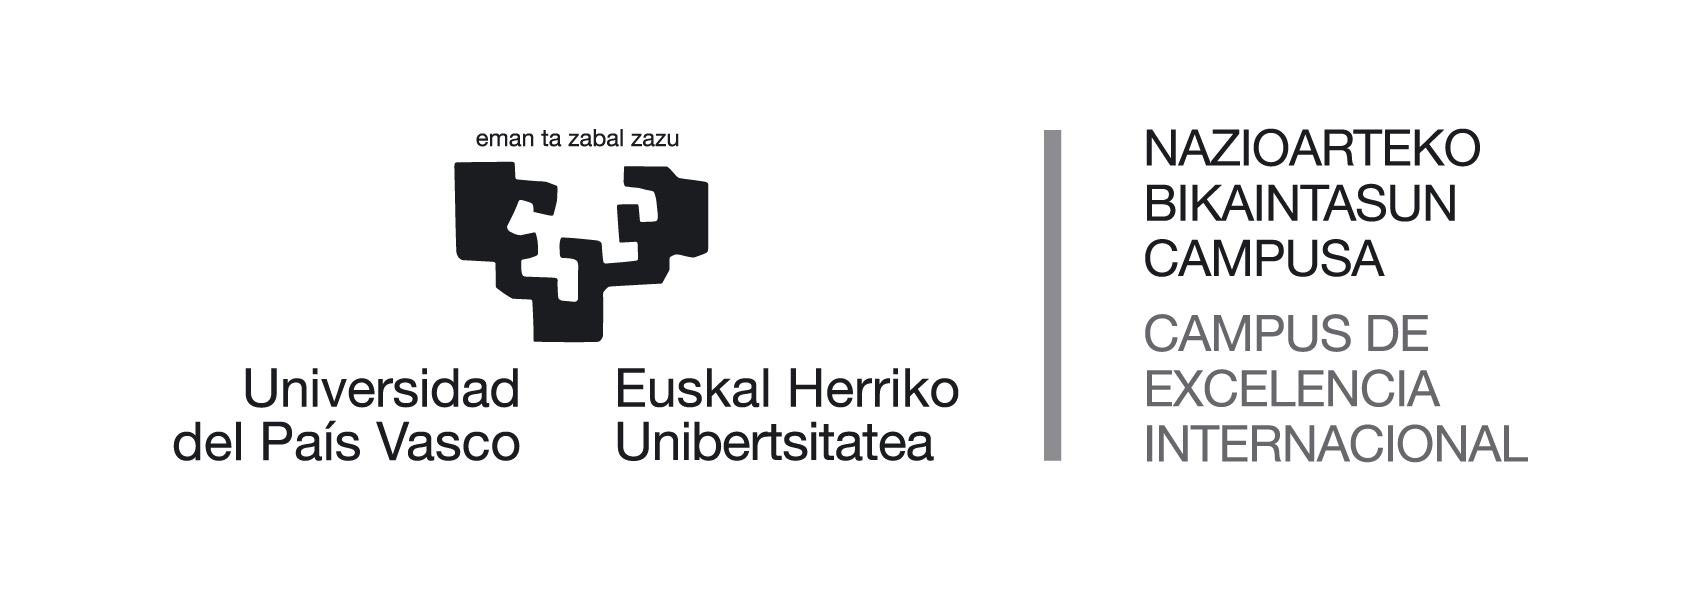 eman ta zabal zazu
Universidad
del País Vasco
Euskal Herriko
Unibertsitatea
NAZIOARTEKO
BIKAINTASUN
CAMPUSA
CAMPUS DE
EXCELENCIA
INTERNACIONAL